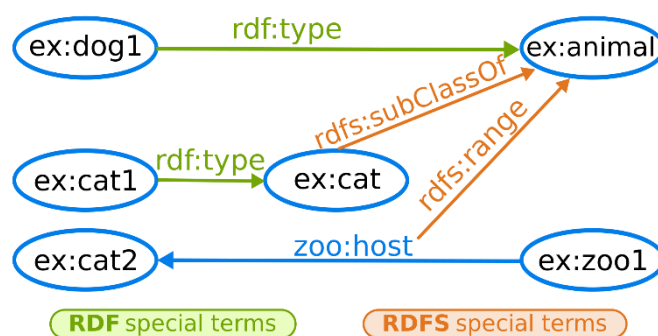 rdf:type
ex:dog1
ex:animal
rdfs:subClassOf
rdfs:range
rdf:type
ex:cat1
ex:cat
zoo:host
ex:cat2
ex:zoo1
RDF special terms
RDFS special terms